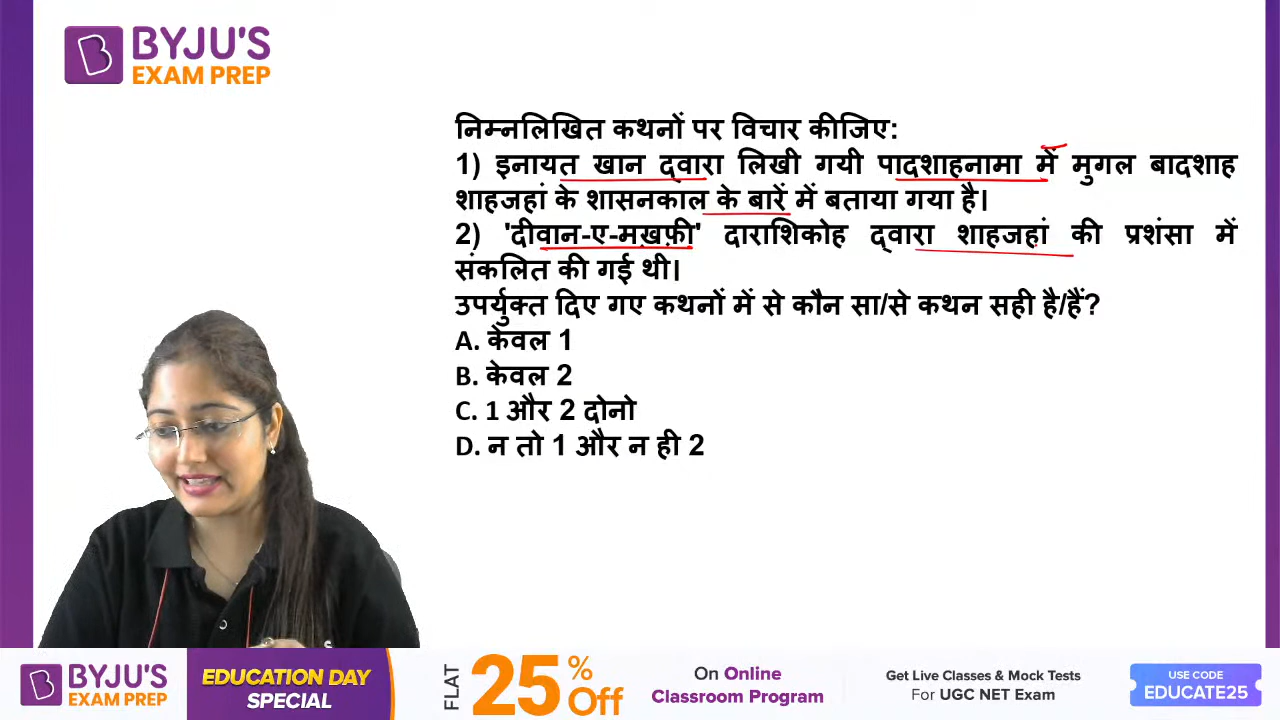 BYJU'S
EXAM PREP
निम्नलिखित कथनों पर विचार कीजिए:
1) इनायत खान द्वारा लिखी गयी पादशाहनामा में मुगल बादशाह
शाहजहां के शासनकाल के बारें में बताया गया है।
2) 'दीवान-ए-मख़फ़ी' दाराशिकोह द्वारा शाहजहां की प्रशंसा में
संकलित की गई थी।
उपर्युक्त दिए गए कथनों में से कौन सा/से कथन सही है/हैं?
A. केवल 1
B. केवल 2
C. 1 और 2 दोनो
D. न तो 1 और न ही 2
BYJU'S
EXAM PREP
EDUCATION DAY
SPECIAL
FLAT
25% Off
On Online
Classroom Program
Get Live Classes & Mock Tests
For UGC NET Exam
USE CODE
EDUCATE25